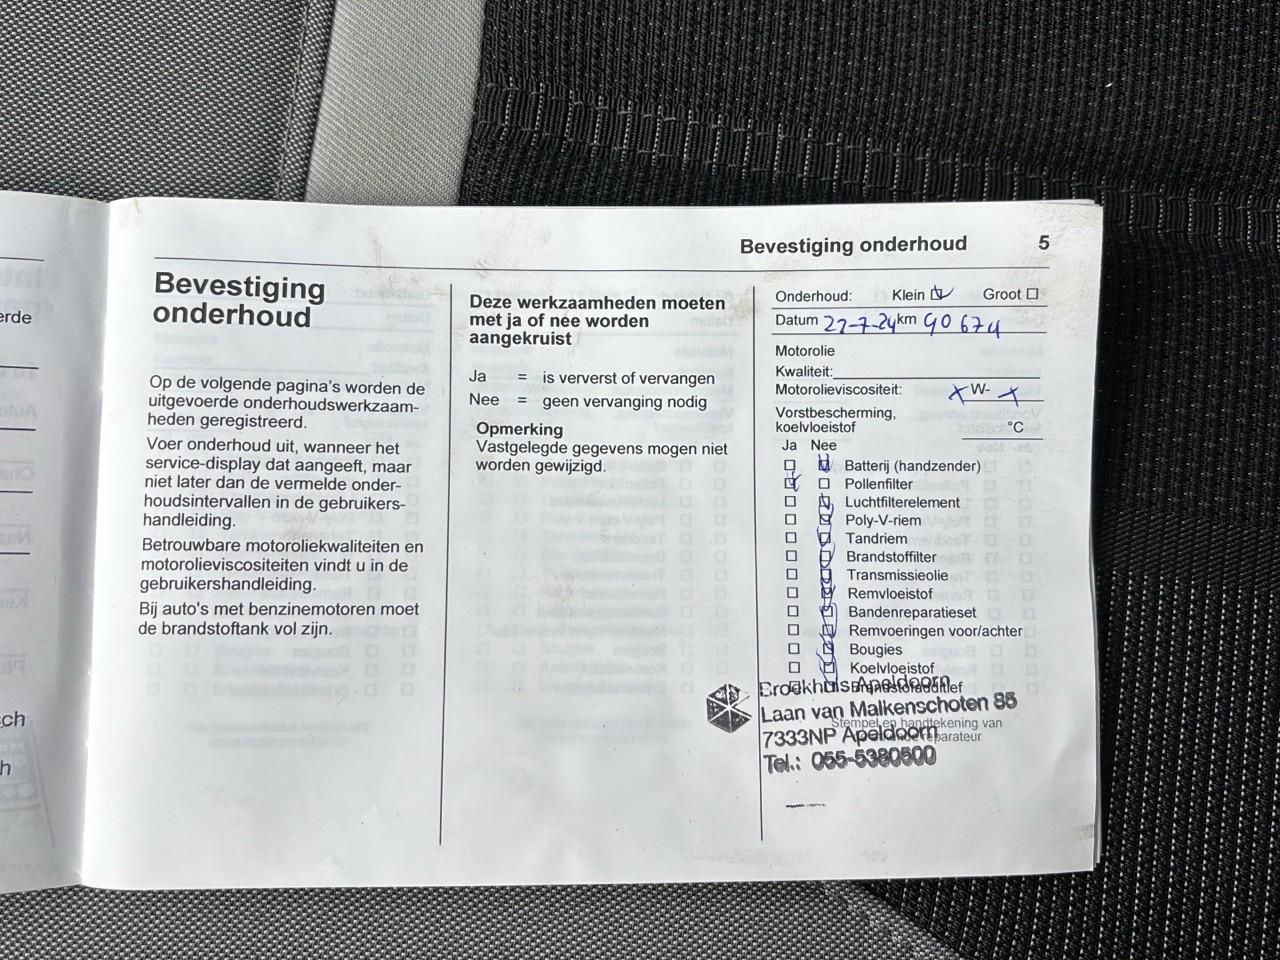 Bevestiging onderhoud 5
Bevestiging
onderhoud
Op de volgende pagina's worden de
uitgevoerde onderhoudswerkzaam-
heden geregistreerd.
Voer onderhoud uit, wanneer het
service-display dat aangeeft, maar
niet later dan de vermelde onder-
houdsintervallen in de gebruikers-
handleiding.
Betrouwbare motoroliekwaliteiten en
motorolieviscositeiten vindt u in de
gebruikershandleiding.
Bij auto's met benzinemotoren moet
de brandstoftank vol zijn.
Deze werkzaamheden moeten
met ja of nee worden
aangekruist
Ja = is ververst of vervangen
Nee = geen vervanging nodig
Opmerking
Vastgelegde gegevens mogen niet
worden gewijzigd.
Onderhoud: Klein Groot
Datum 22-7-24 km 90674
Motorolie
Kwaliteit:
Motorolieviscositeit: x W- x
Vorstbescherming,
koelvloeistof °C
Ja Nee
Batterij (handzender)
Pollenfilter
Luchtfilterelement
Poly-V-riem
Tandriem
Brandstoffilter
Transmissieolie
Remvloeistof
Bandenreparatieset
Remvoeringen voor/achter
Bougies
Koelvloeistof
Brandstofadditief
Stempel en handtekening van
reparateur
Broekhuis Apeldoorn
Laan van Malkenschoten 85
7333NP Apeldoorn
Tel.: 055-5380500
erde
sch
h